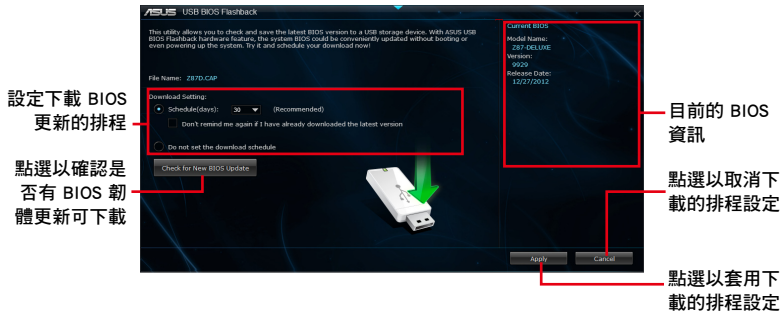 ASUS USB BIOS Flashback
This utility allows you to check and save the latest BIOS version to a USB storage device. With ASUS USB
BIOS Flashback hardware feature, the system BIOS could be conveniently updated without booting or
even powering up the system. Try it and schedule your download now!
File Name: Z87D.CAP
Download Setting:
Schedule(days): 30 (Recommended)
Don't remind me again if I have already downloaded the latest version
Do not set the download schedule
Check for New BIOS Update
Current BIOS
Model Name:
Z87-DELUXE
Version:
9929
Release Date:
12/27/2012
Apply
Cancel
設定下載 BIOS
更新的排程
點選以確認是
否有 BIOS 韌
體更新可下載
目前的 BIOS
資訊
點選以取消下
載的排程設定
點選以套用下
載的排程設定